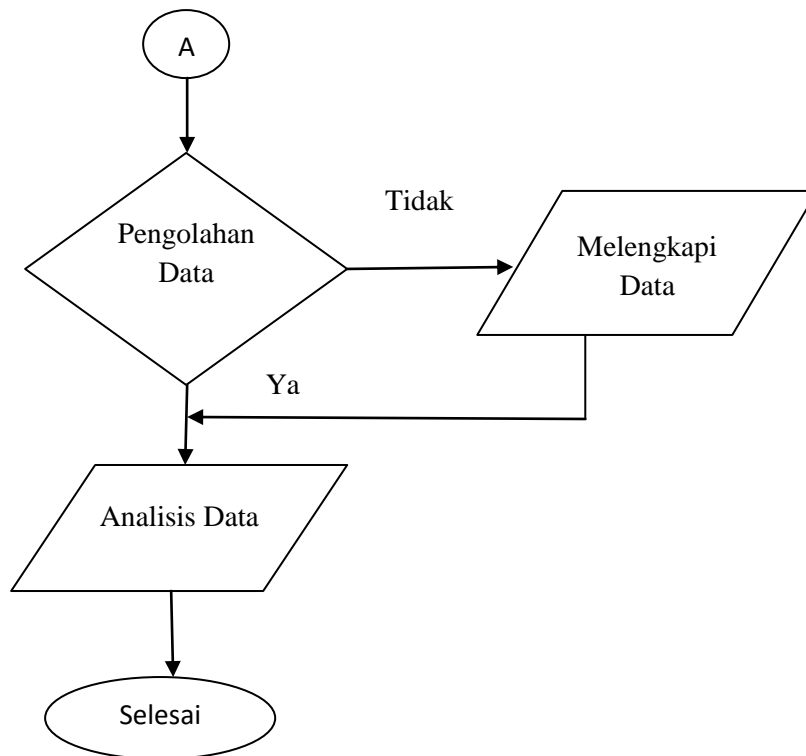 A
Tidak
Pengolahan
Data
Melengkapi
Data
Ya
Analisis Data
Selesai